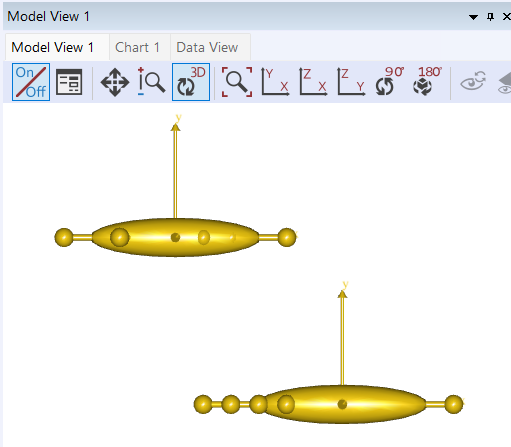 Model View 1
Model View 1 Chart 1 Data View
On Off 3D Y X Z X Z Y 90° 180°
y
y